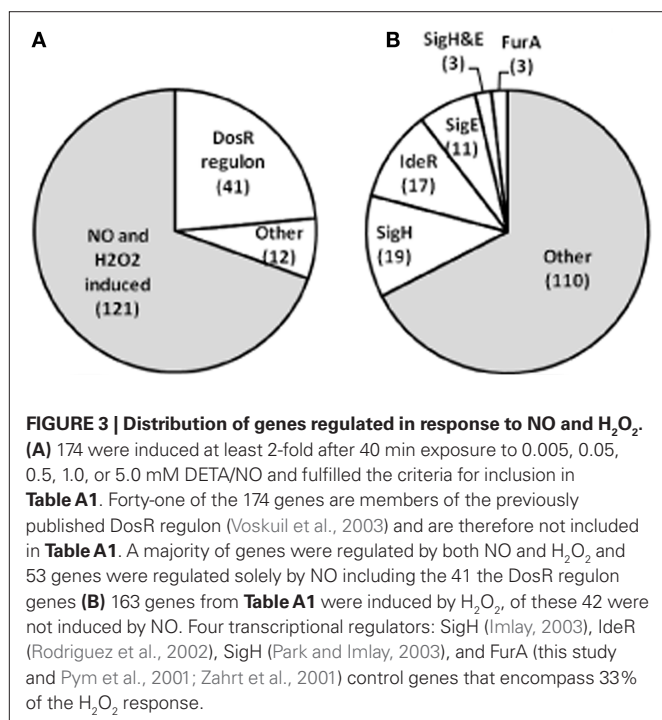 A
B
DosR
regulon
(41)
Other
(12)
NO and
H2O2
induced
(121)
SigH&E
(3)
FurA
(3)
SigE
(11)
IdeR
(17)
SigH
(19)
Other
(110)
FIGURE 3 | Distribution of genes regulated in response to NO and H₂O₂.
(A) 174 were induced at least 2-fold after 40 min exposure to 0.005, 0.05,
0.5, 1.0, or 5.0 mM DETA/NO and fulfilled the criteria for inclusion in
Table A1. Forty-one of the 174 genes are members of the previously
published DosR regulon (Voskuil et al., 2003) and are therefore not included
in Table A1. A majority of genes were regulated by both NO and H₂O₂ and
53 genes were regulated solely by NO including the 41 the DosR regulon
genes (B) 163 genes from Table A1 were induced by H₂O₂, of these 42 were
not induced by NO. Four transcriptional regulators: SigH (Imlay, 2003), IdeR
(Rodriguez et al., 2002), SigH (Park and Imlay, 2003), and FurA (this study
and Pym et al., 2001; Zahrt et al., 2001) control genes that encompass 33%
of the H₂O₂ response.